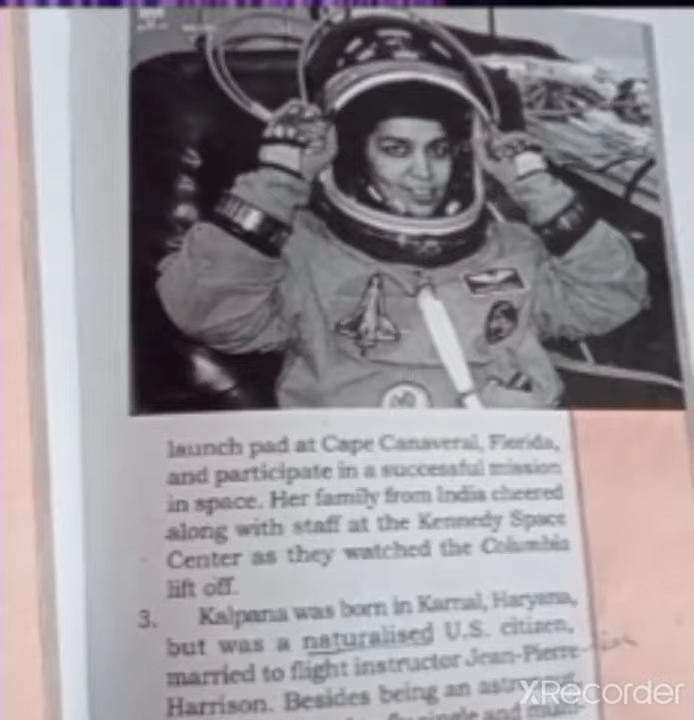 launch pad at Cape Canaveral, Florida,
and participate in a successful mission
in space. Her family from India cheered
along with staff at the Kennedy Space
Center as they watched the Columbia
lift off.
3. Kalpana was born in Karnal, Haryana,
but was a naturalised U.S. citizen,
married to flight instructor Jean-Pierre
Harrison. Besides being an
single and
XRecorder